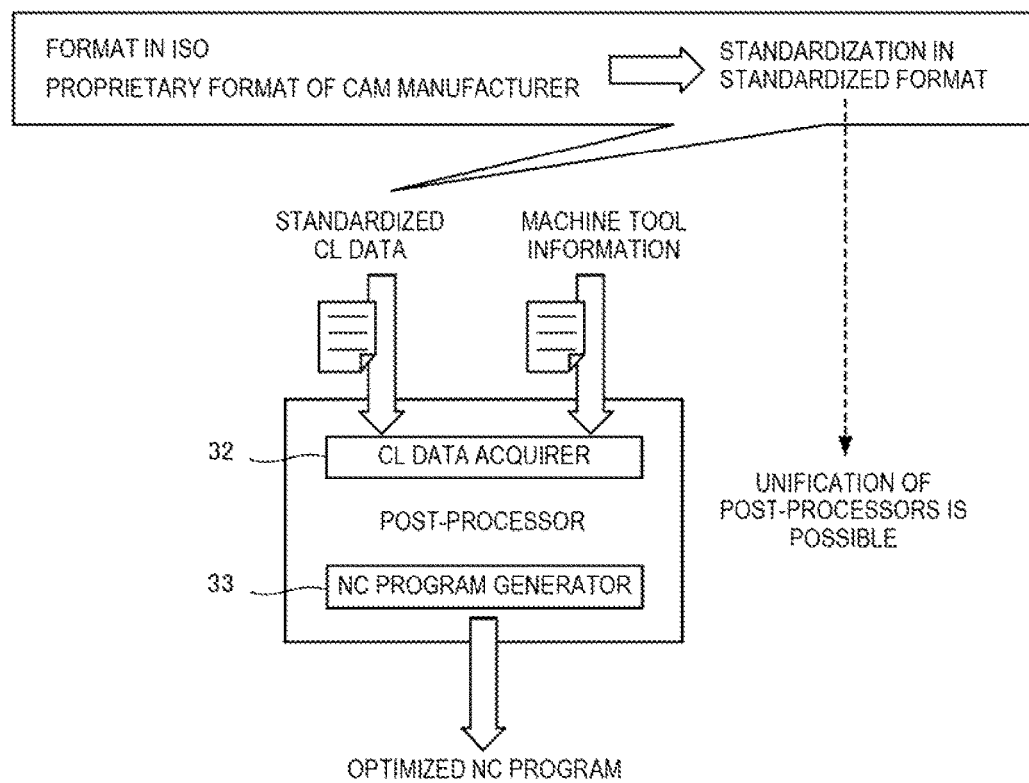 FORMAT IN ISO
PROPRIETARY FORMAT OF CAM MANUFACTURER
STANDARDIZATION IN
STANDARDIZED FORMAT
STANDARDIZED
CL DATA
MACHINE TOOL
INFORMATION
32
CL DATA ACQUIRER
POST-PROCESSOR
33
NC PROGRAM GENERATOR
UNIFICATION OF
POST-PROCESSORS IS
POSSIBLE
OPTIMIZED NC PROGRAM